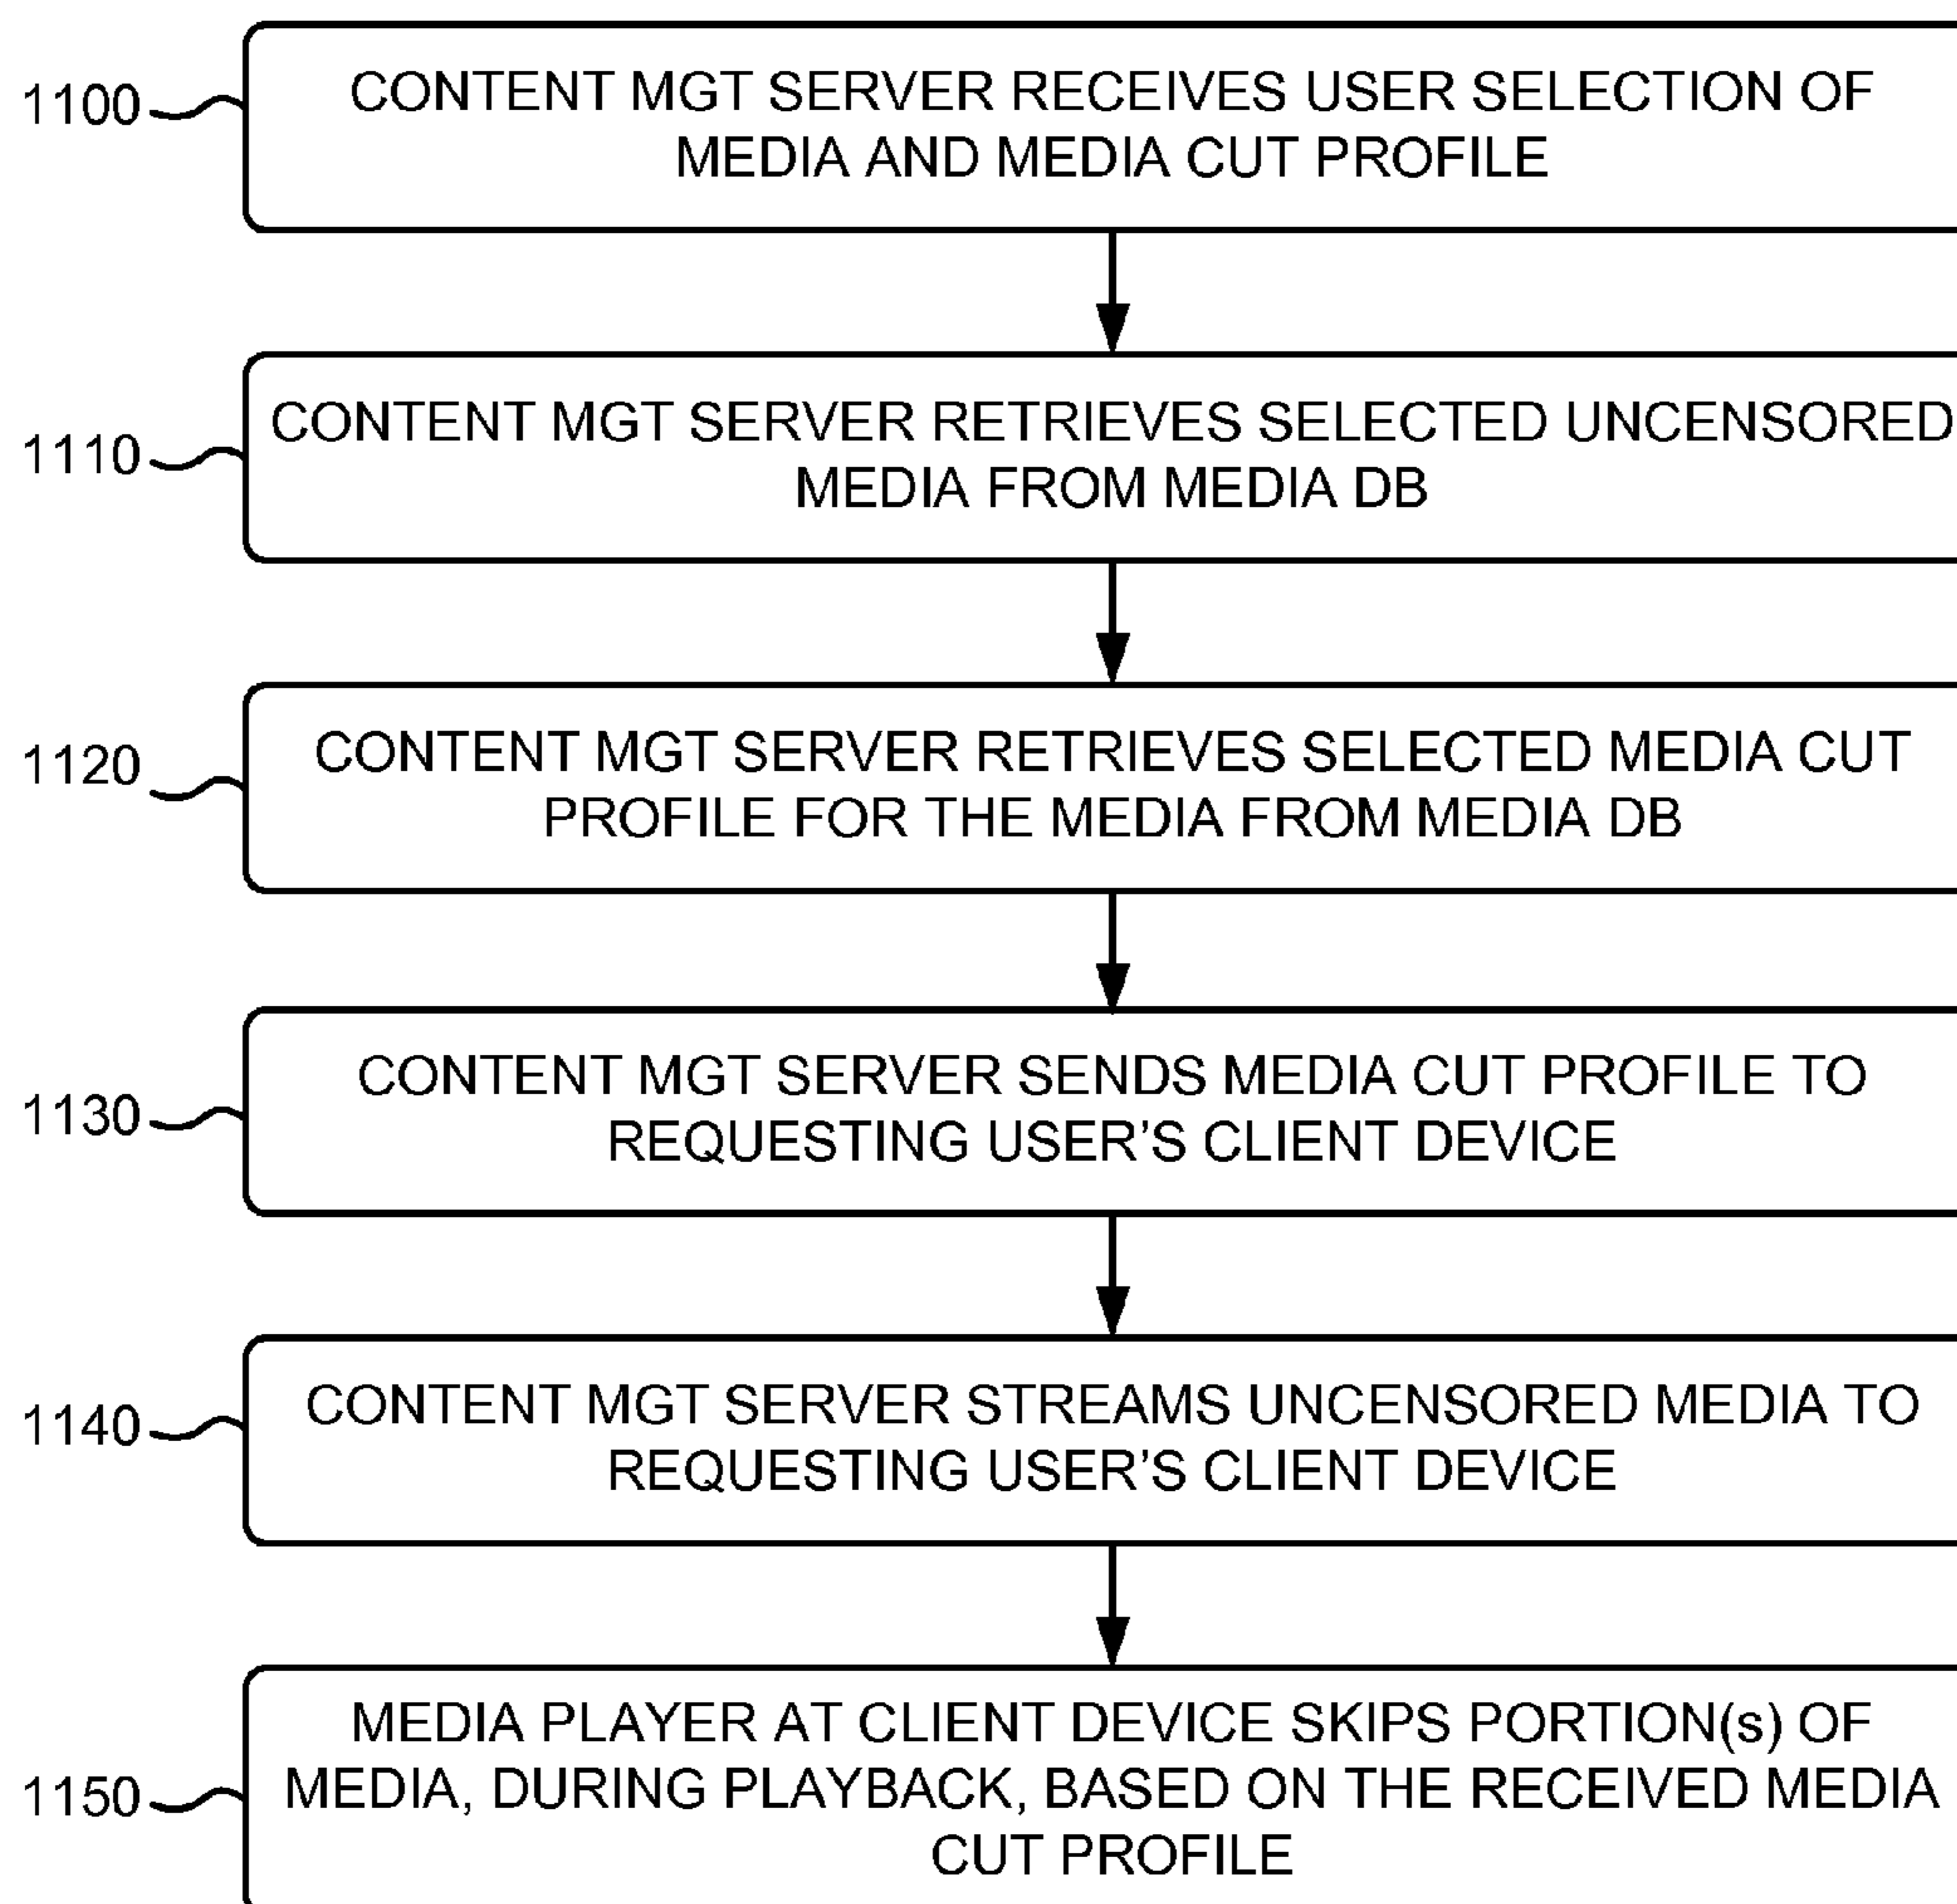 1100
CONTENT MGT SERVER RECEIVES USER SELECTION OF
MEDIA AND MEDIA CUT PROFILE
1110
CONTENT MGT SERVER RETRIEVES SELECTED UNCENSORED
MEDIA FROM MEDIA DB
1120
CONTENT MGT SERVER RETRIEVES SELECTED MEDIA CUT
PROFILE FOR THE MEDIA FROM MEDIA DB
1130
CONTENT MGT SERVER SENDS MEDIA CUT PROFILE TO
REQUESTING USER'S CLIENT DEVICE
1140
CONTENT MGT SERVER STREAMS UNCENSORED MEDIA TO
REQUESTING USER'S CLIENT DEVICE
1150
MEDIA PLAYER AT CLIENT DEVICE SKIPS PORTION(s) OF
MEDIA, DURING PLAYBACK, BASED ON THE RECEIVED MEDIA
CUT PROFILE